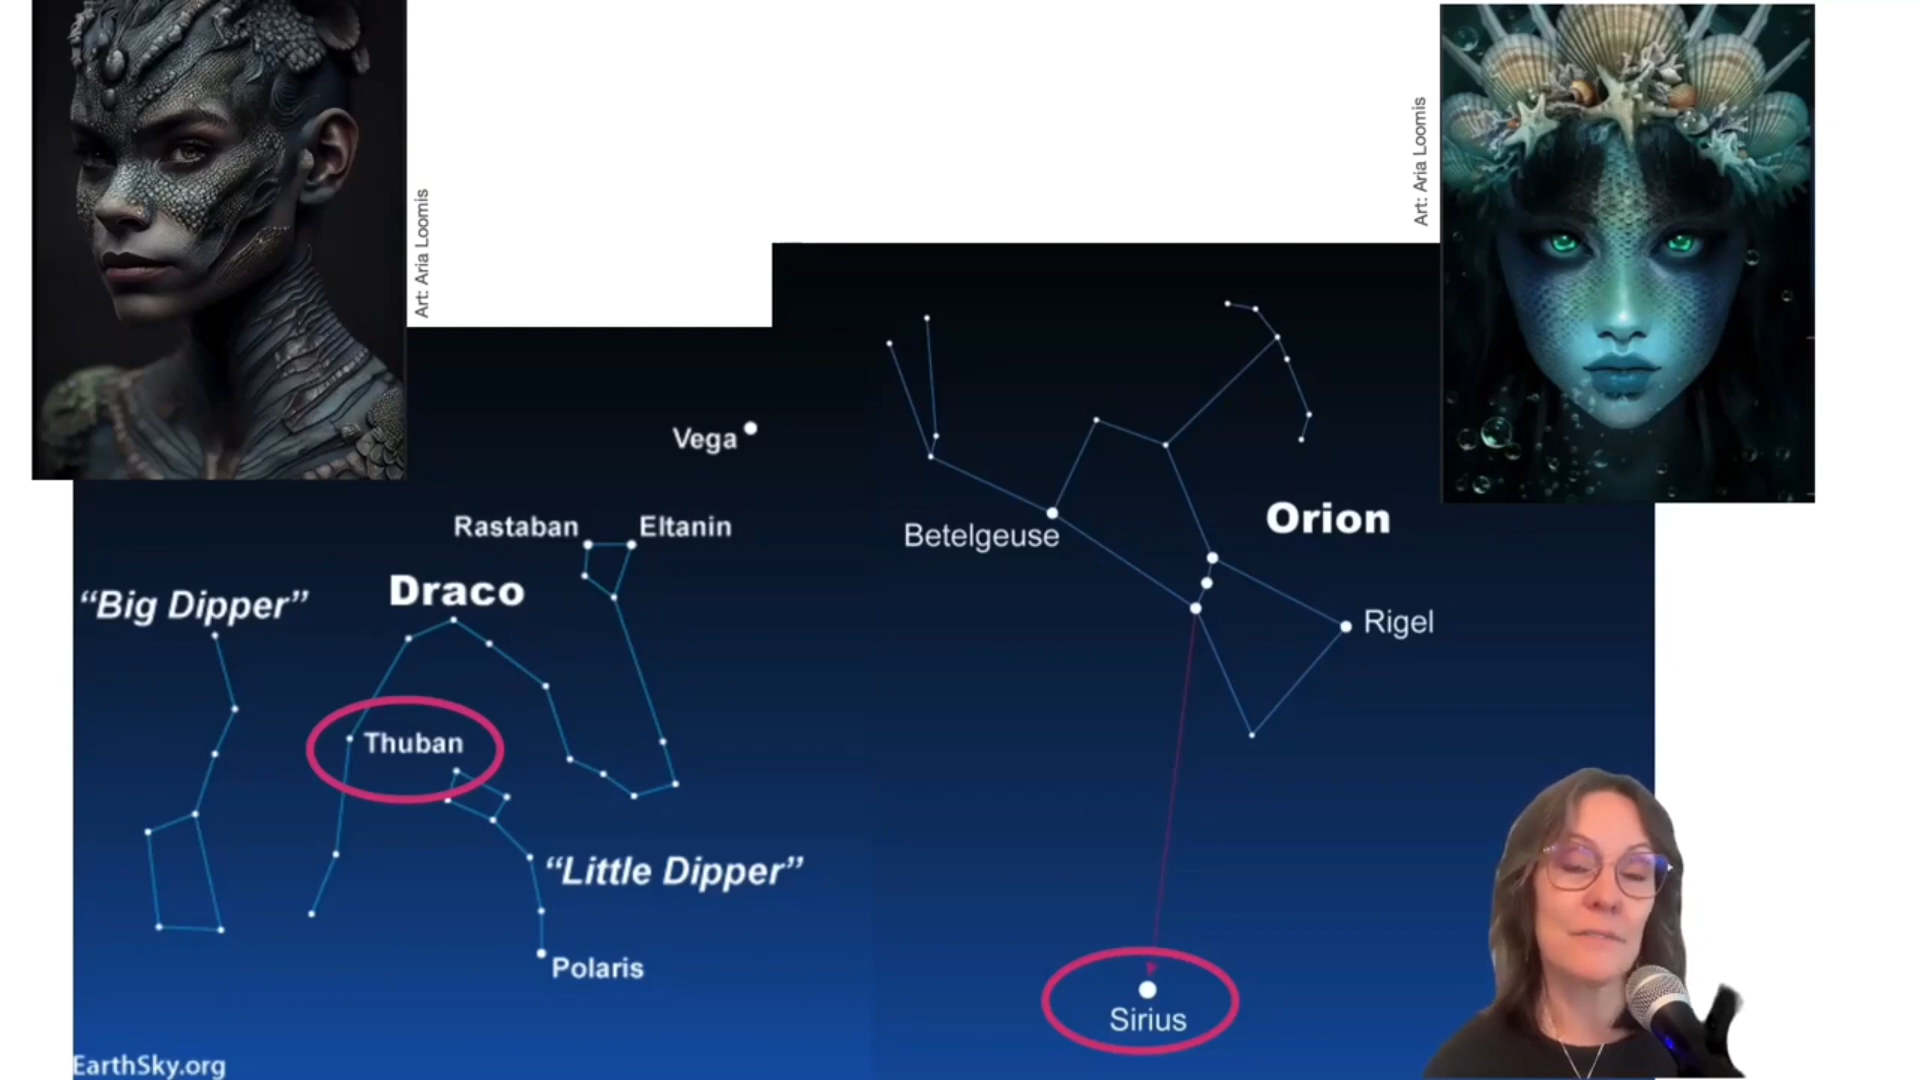 Art: Aria Loomis
Art: Aria Loomis
Vega
Rastaban
Eltanin
Draco
“Big Dipper”
Thuban
“Little Dipper”
Polaris
EarthSky.org
Orion
Betelgeuse
Rigel
Sirius